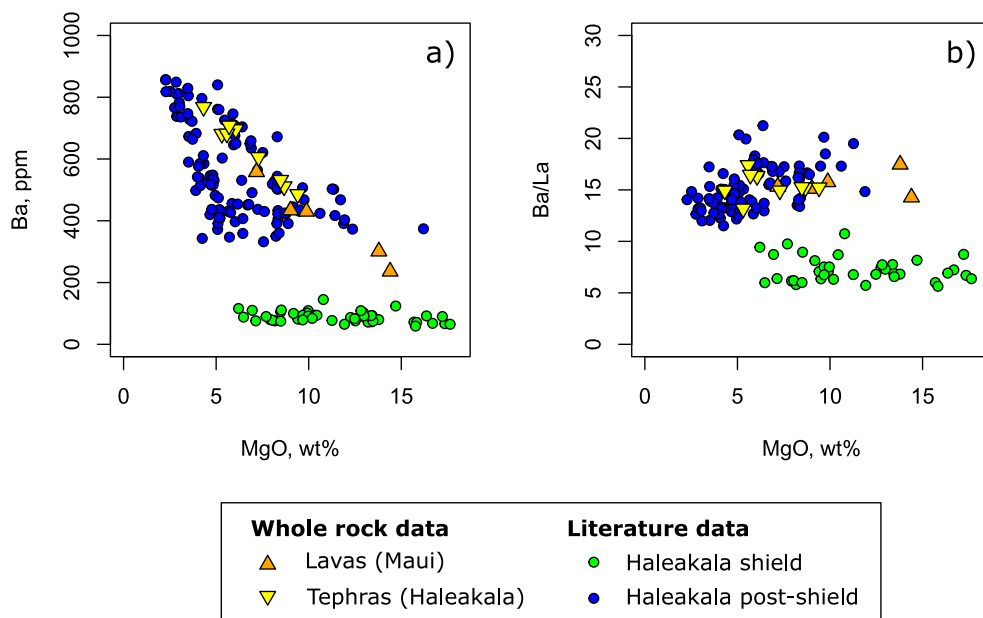 a)
Ba, ppm
0
200
400
600
800
1000
0
5
10
15
MgO, wt%
b)
Ba/La
0
5
10
15
20
25
30
0
5
10
15
MgO, wt%
Whole rock data
Lavas (Maui)
Tephras (Haleakala)
Literature data
Haleakala shield
Haleakala post-shield